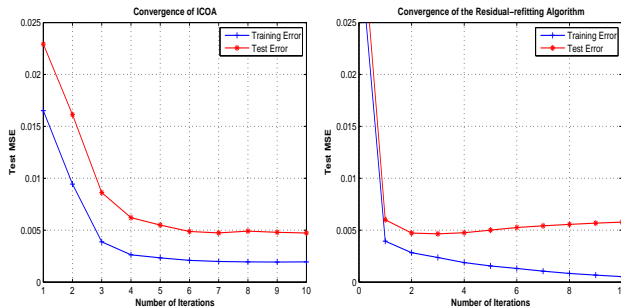 Convergence of ICOA
Test MSE
0.025
0.02
0.015
0.01
0.005
0
1 2 3 4 5 6 7 8 9 10
Number of Iterations
Training Error
Test Error
Convergence of the Residual-refitting Algorithm
Test MSE
0.025
0.02
0.015
0.01
0.005
0
0 2 4 6 8
Number of Iterations
Training Error
Test Error